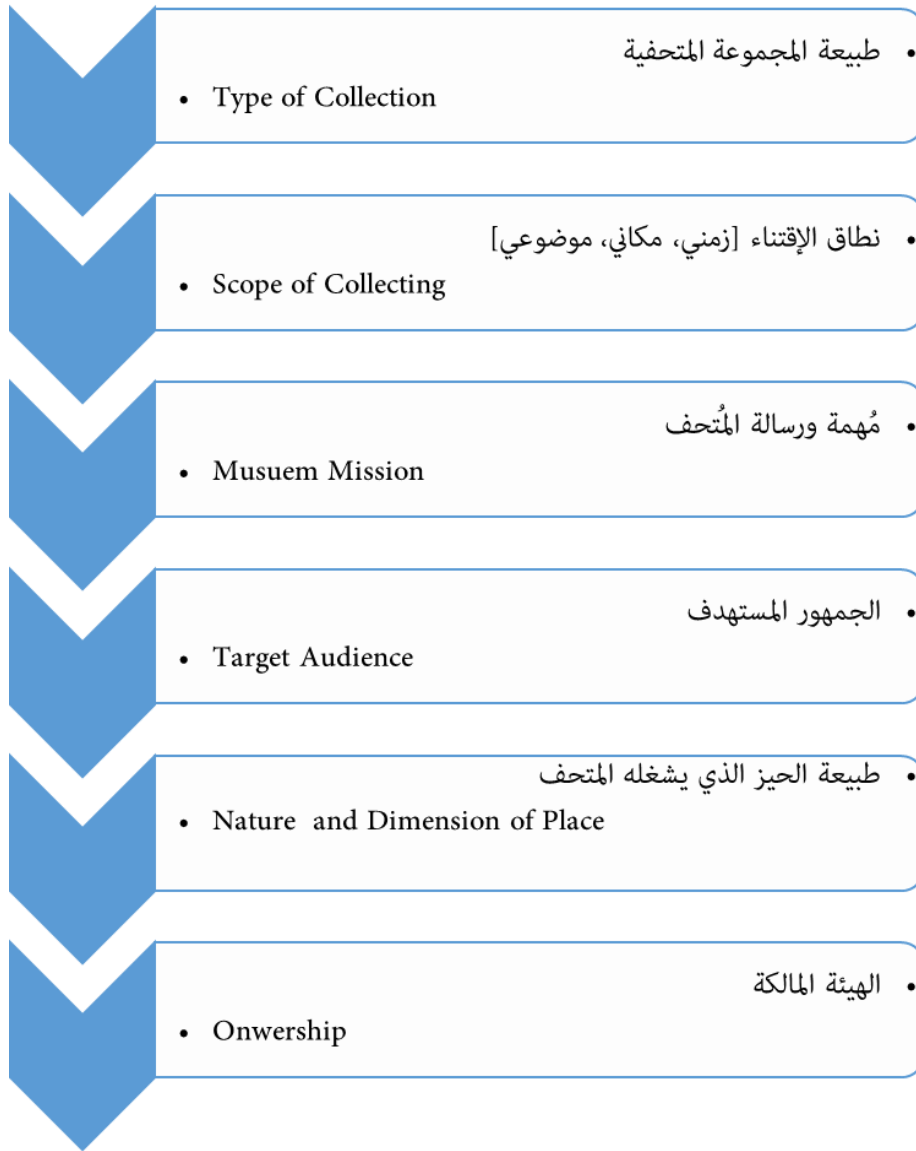 • طبيعة المجموعة المتحفية
• Type of Collection
• نطاق الإقتناء [زمني، مكاني، موضوعي]
• Scope of Collecting
• مُهمة ورسالة المُتحف
• Musuem Mission
• الجمهور المستهدف
• Target Audience
• طبيعة الحيز الذي يشغله المتحف
• Nature and Dimension of Place
• الهيئة المالكة
• Onwership